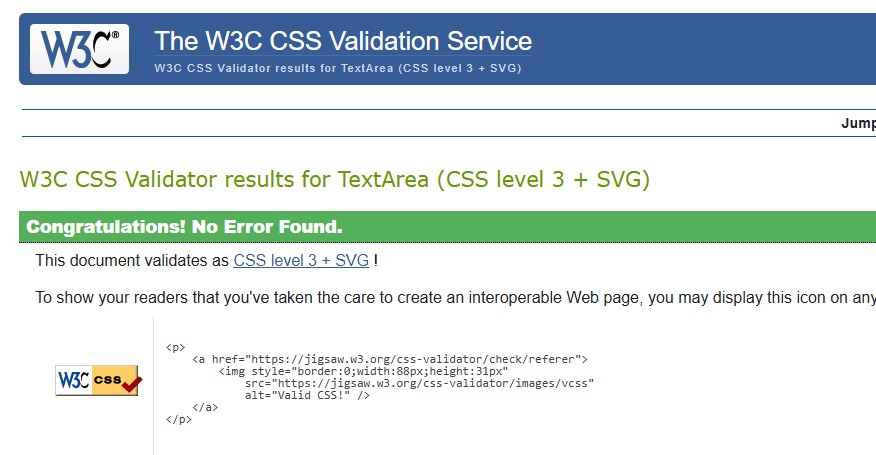 W3C®
The W3C CSS Validation Service
W3C CSS Validator results for TextArea (CSS level 3 + SVG)
Jump
W3C CSS Validator results for TextArea (CSS level 3 + SVG)
Congratulations! No Error Found.
This document validates as CSS level 3 + SVG !
To show your readers that you've taken the care to create an interoperable Web page, you may display this icon on any
W3C css
<p>
<a href="https://jigsaw.w3.org/css-validator/check/referer">
<img style="border:0;width:88px;height:31px"
src="https://jigsaw.w3.org/css-validator/images/vcss"
alt="Valid CSS!" />
</a>
</p>